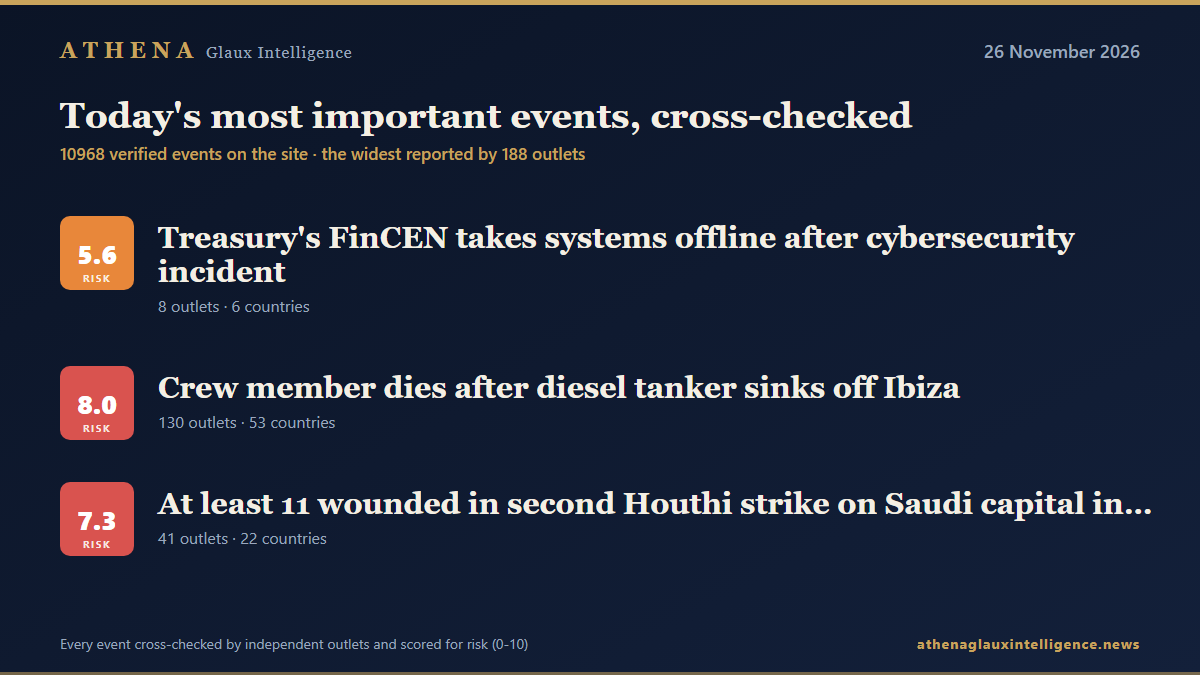 ATHENA Glaux Intelligence
26 November 2026
Today's most important events, cross-checked
10968 verified events on the site · the widest reported by 188 outlets
5.6
RISK
Treasury's FinCEN takes systems offline after cybersecurity
incident
8 outlets · 6 countries
8.0
RISK
Crew member dies after diesel tanker sinks off Ibiza
130 outlets · 53 countries
7.3
RISK
At least 11 wounded in second Houthi strike on Saudi capital in...
41 outlets · 22 countries
Every event cross-checked by independent outlets and scored for risk (0-10)
athenaglauxintelligence.news